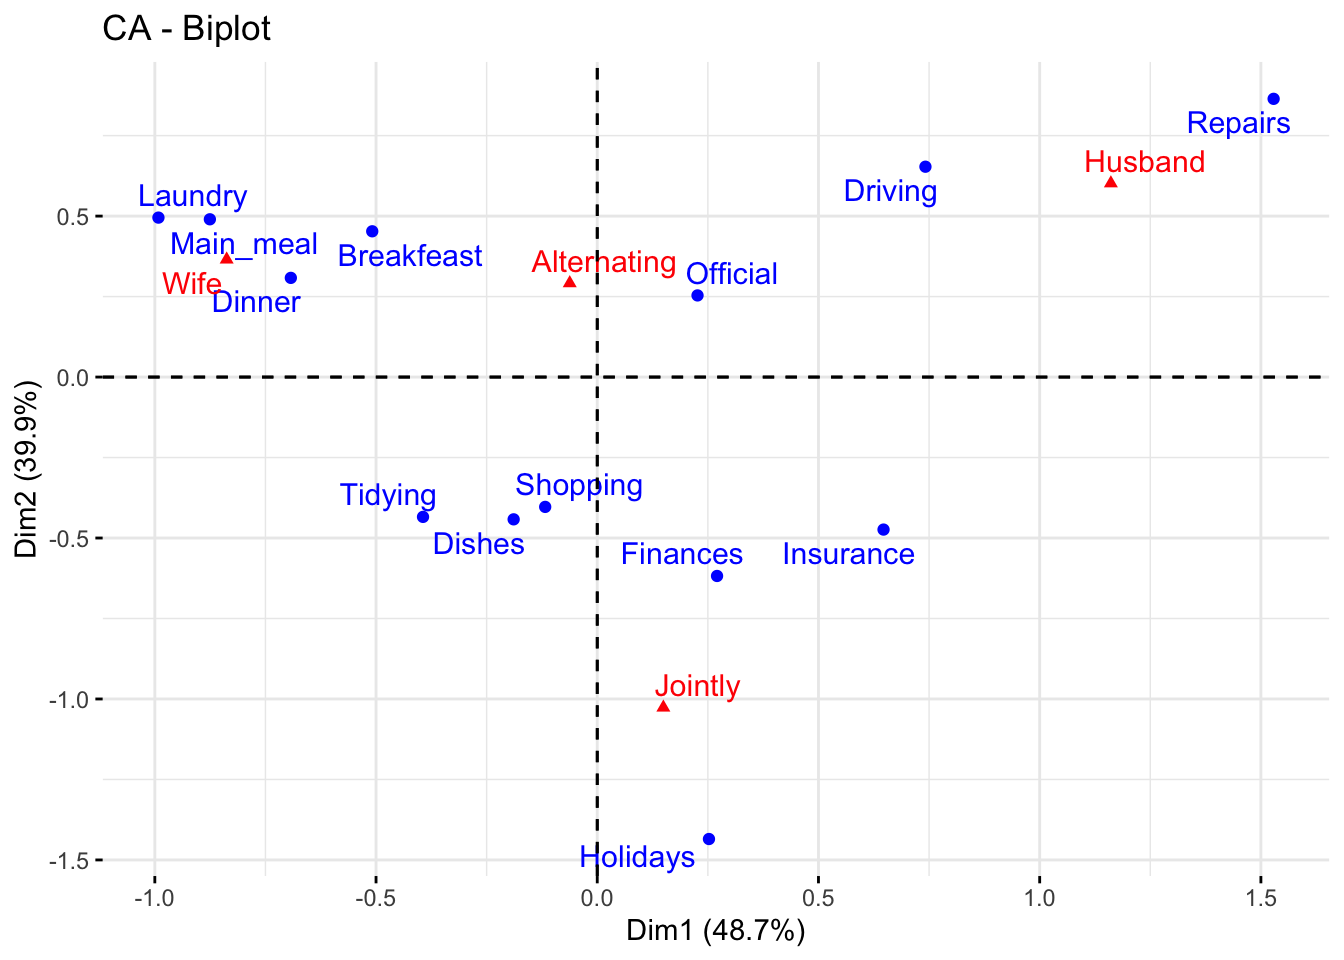 CA - Biplot
Repairs
Husband
Driving
Laundry
Main_meal
Breakfeast
Wife
Dinner
Alternating
Official
Tidying
Shopping
Dishes
Finances
Insurance
Jointly
Holidays
0.5
0.0
-0.5
-1.0
-1.5
Dim2 (39.9%)
-1.0
-0.5
0.0
0.5
1.0
1.5
Dim1 (48.7%)